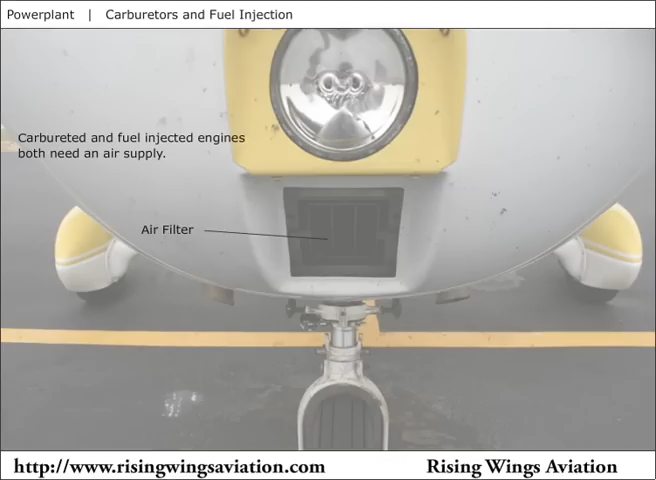 Powerplant | Carburetors and Fuel Injection
Carbureted and fuel injected engines
both need an air supply.
Air Filter
http://www.risingwingsaviation.com Rising Wings Aviation